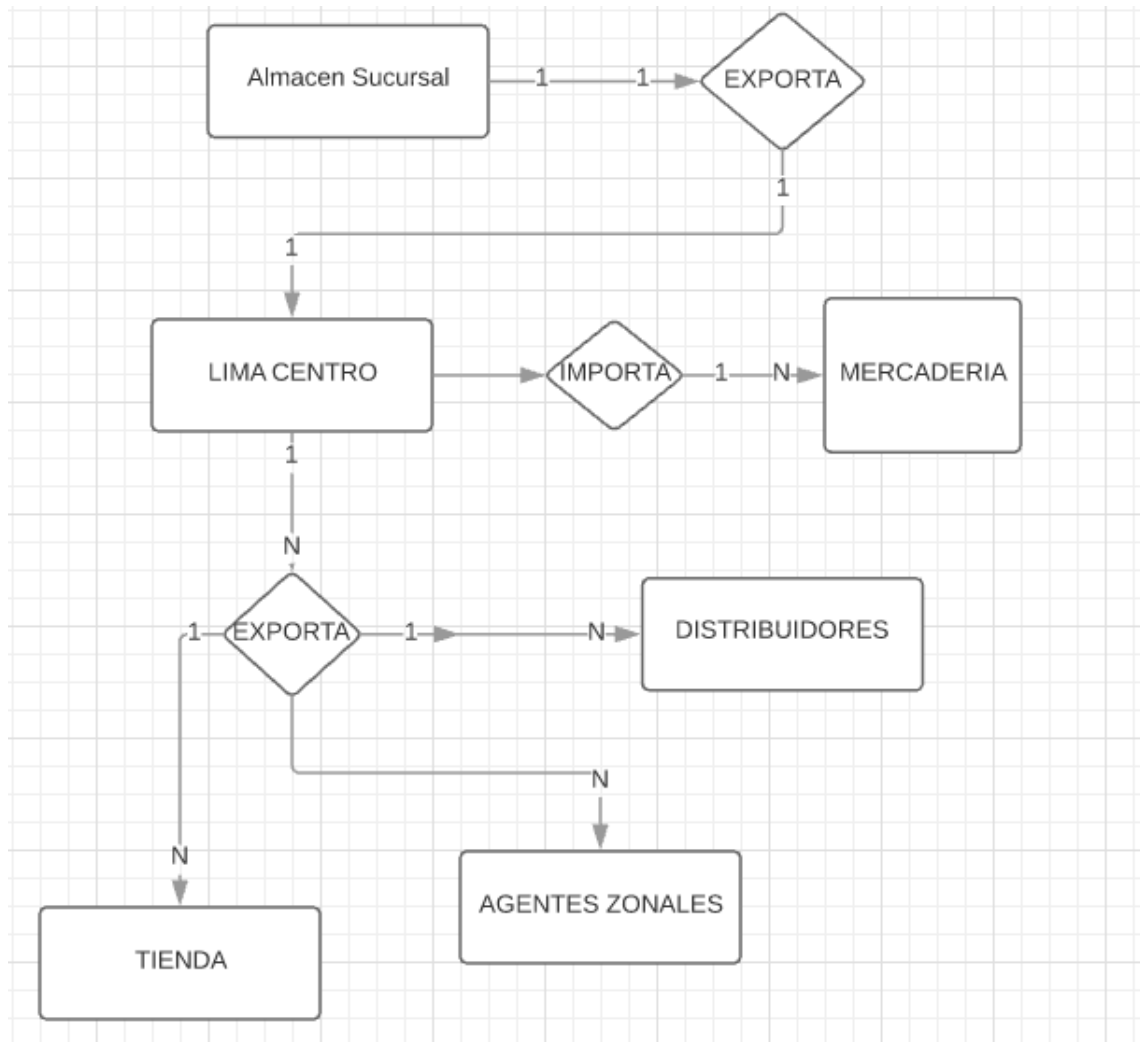 Almacen Sucursal
1
1
EXPORTA
1
1
LIMA CENTRO
IMPORTA
1
N
MERCADERIA
1
N
EXPORTA
1
1
N
DISTRIBUIDORES
N
N
AGENTES ZONALES
TIENDA